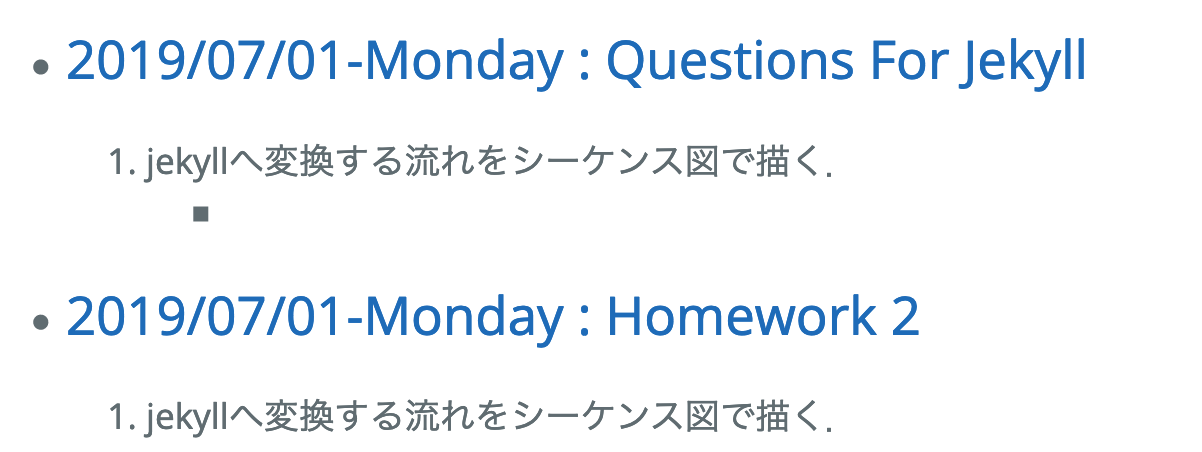 • 2019/07/01-Monday : Questions For Jekyll
1. jekyllへ変換する流れをシーケンス図で描く.
▪
• 2019/07/01-Monday : Homework 2
1. jekyllへ変換する流れをシーケンス図で描く.